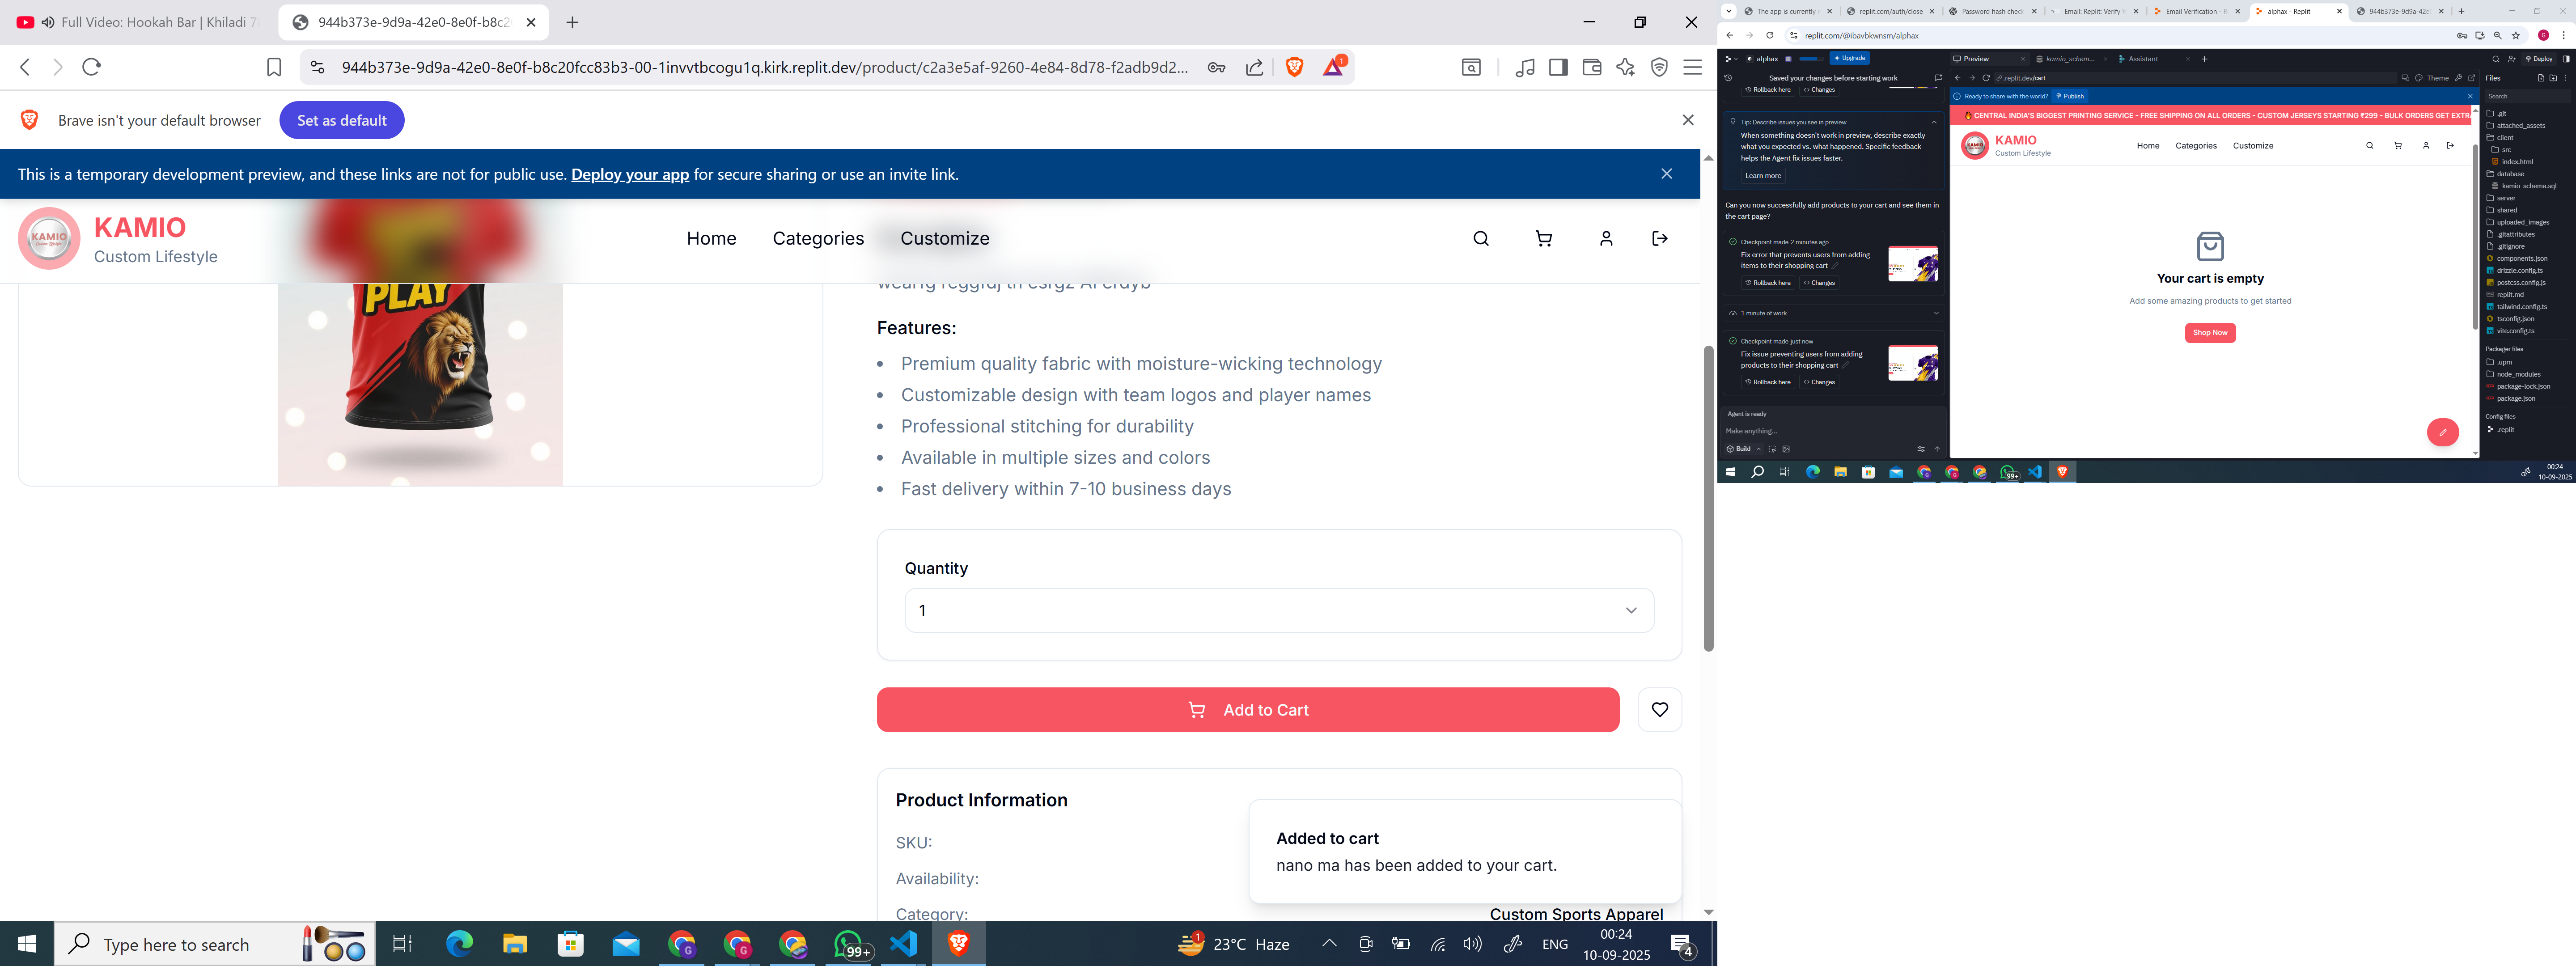 Full Video: Hookah Bar | Khiladi 7
944b373e-9d9a-42e0-8e0f-b8c2
944b373e-9d9a-42e0-8e0f-b8c20fcc83b3-00-1invvtbcogu1q.kirk.replit.dev/product/c2a3e5af-9260-4e84-8d78-f2adb9d2...
1
Brave isn't your default browser
Set as default
This is a temporary development preview, and these links are not for public use. Deploy your app for secure sharing or use an invite link.
KAMIO
KAMIO
Custom Lifestyle
Home
Categories
Customize
PLAY
Features:
• Premium quality fabric with moisture-wicking technology
• Customizable design with team logos and player names
• Professional stitching for durability
• Available in multiple sizes and colors
• Fast delivery within 7-10 business days
Quantity
1
Add to Cart
Product Information
SKU:
Availability:
Category:
Custom Sports Apparel
Added to cart
nano ma has been added to your cart.
Type here to search
99+
1
23°C Haze
ENG
00:24
10-09-2025
4
The app is currently
replit.com/auth/close
Password hash check
Email: Replit: Verify
Email Verification - R
alphax - Replit
944b373e-9d9a-42e
replit.com/@ibavbkwnsm/alphax
alphax
Upgrade
Preview
kamio_schem...
Assistant
Deploy
Saved your changes before starting work
.replit.dev/cart
Theme
Files
Rollback here
Changes
Ready to share with the world?
Publish
Search
Tip: Describe issues you see in preview
When something doesn't work in preview, describe exactly
what you expected vs. what happened. Specific feedback
helps the Agent fix issues faster.
Learn more
Can you now successfully add products to your cart and see them in
the cart page?
Checkpoint made 2 minutes ago
Fix error that prevents users from adding
items to their shopping cart
Rollback here
Changes
1 minute of work
Checkpoint made just now
Fix issue preventing users from adding
products to their shopping cart
Rollback here
Changes
Agent is ready
Make anything...
Build
CENTRAL INDIA'S BIGGEST PRINTING SERVICE - FREE SHIPPING ON ALL ORDERS - CUSTOM JERSEYS STARTING ₹299 - BULK ORDERS GET EXTRA
KAMIO
Custom Lifestyle
Home
Categories
Customize
Your cart is empty
Add some amazing products to get started
Shop Now
.git
attached_assets
client
src
index.html
database
kamio_schema.sql
server
shared
uploaded_images
.gitattributes
.gitignore
components.json
drizzle.config.ts
postcss.config.js
replit.md
tailwind.config.ts
tsconfig.json
vite.config.ts
Packager files
.upm
node_modules
package-lock.json
package.json
Config files
.replit
99+
00:24
10-09-2025